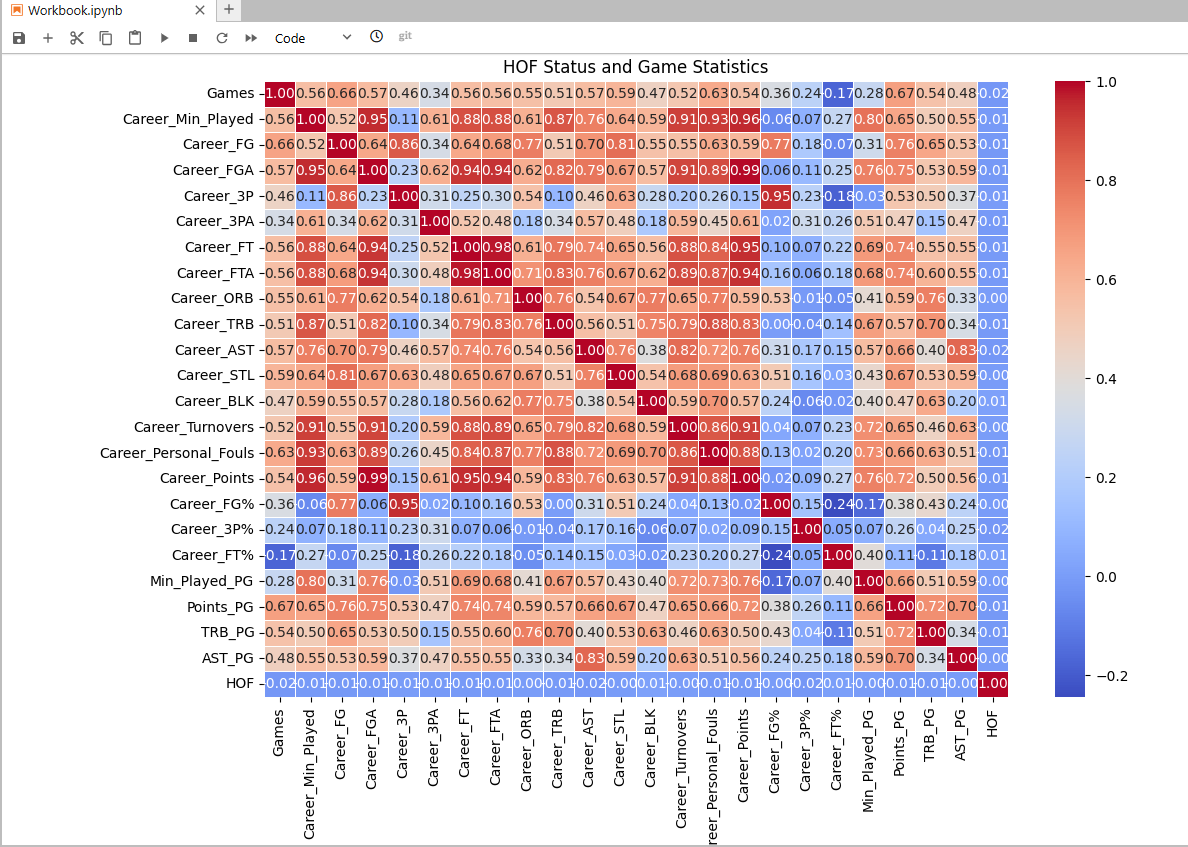 Workbook.ipynb
Code
git
HOF Status and Game Statistics
Games 1.00 0.56 0.66 0.57 0.46 0.34 0.56 0.56 0.55 0.51 0.57 0.59 0.47 0.52 0.63 0.54 0.36 0.24 -0.17 0.28 0.67 0.54 0.48 -0.02
Career_Min_Played 0.56 1.00 0.52 0.95 0.11 0.61 0.88 0.88 0.61 0.87 0.76 0.64 0.59 0.91 0.93 0.96 -0.06 0.07 0.27 0.80 0.65 0.50 0.55 -0.01
Career_FG 0.66 0.52 1.00 0.64 0.86 0.34 0.64 0.68 0.77 0.51 0.70 0.81 0.55 0.55 0.63 0.59 0.77 0.18 -0.07 0.31 0.76 0.65 0.53 -0.01
Career_FGA 0.57 0.95 0.64 1.00 0.23 0.62 0.94 0.94 0.62 0.82 0.79 0.67 0.57 0.91 0.89 0.99 0.06 0.11 0.25 0.76 0.75 0.53 0.59 -0.01
Career_3P 0.46 0.11 0.86 0.23 1.00 0.31 0.25 0.30 0.54 0.10 0.46 0.63 0.28 0.20 0.26 0.15 0.95 0.23 -0.18 -0.03 0.53 0.50 0.37 -0.01
Career_3PA 0.34 0.61 0.34 0.62 0.31 1.00 0.52 0.48 0.18 0.34 0.57 0.48 0.18 0.59 0.45 0.61 0.02 0.31 0.26 0.51 0.47 0.15 0.47 -0.01
Career_FT 0.56 0.88 0.64 0.94 0.25 0.52 1.00 0.98 0.61 0.79 0.74 0.65 0.56 0.88 0.84 0.95 0.10 0.07 0.22 0.69 0.74 0.55 0.55 -0.01
Career_FTA 0.56 0.88 0.68 0.94 0.30 0.48 0.98 1.00 0.71 0.83 0.76 0.67 0.62 0.89 0.87 0.94 0.16 0.06 0.18 0.68 0.74 0.60 0.55 -0.01
Career_ORB 0.55 0.61 0.77 0.62 0.54 0.18 0.61 0.71 1.00 0.76 0.54 0.67 0.77 0.65 0.77 0.59 0.53 -0.01 -0.05 0.41 0.59 0.76 0.33 0.00
Career_TRB 0.51 0.87 0.51 0.82 0.10 0.34 0.79 0.83 0.76 1.00 0.56 0.51 0.75 0.79 0.88 0.83 0.00 -0.04 0.14 0.67 0.57 0.70 0.34 -0.01
Career_AST 0.57 0.76 0.70 0.79 0.46 0.57 0.74 0.76 0.54 0.56 1.00 0.76 0.38 0.82 0.72 0.76 0.31 0.17 0.15 0.57 0.66 0.40 0.83 -0.02
Career_STL 0.59 0.64 0.81 0.67 0.63 0.48 0.65 0.67 0.67 0.51 0.76 1.00 0.54 0.68 0.69 0.63 0.51 0.16 0.03 0.43 0.67 0.53 0.59 -0.00
Career_BLK 0.47 0.59 0.55 0.57 0.28 0.18 0.56 0.62 0.77 0.75 0.38 0.54 1.00 0.59 0.70 0.57 0.24 -0.06 -0.02 0.40 0.47 0.63 0.20 0.01
Career_Turnovers 0.52 0.91 0.55 0.91 0.20 0.59 0.88 0.89 0.65 0.79 0.82 0.68 0.59 1.00 0.86 0.91 0.04 0.07 0.23 0.72 0.65 0.46 0.63 -0.00
Career_Personal_Fouls 0.63 0.93 0.63 0.89 0.26 0.45 0.84 0.87 0.77 0.88 0.72 0.69 0.70 0.86 1.00 0.88 0.13 0.02 0.20 0.73 0.66 0.63 0.51 -0.01
Career_Points 0.54 0.96 0.59 0.99 0.15 0.61 0.95 0.94 0.59 0.83 0.76 0.63 0.57 0.91 0.88 1.00 -0.02 0.09 0.27 0.76 0.72 0.50 0.56 -0.01
Career_FG% 0.36 -0.06 0.77 0.06 0.95 0.02 0.10 0.16 0.53 0.00 0.31 0.51 0.24 0.04 0.13 -0.02 1.00 0.15 -0.24 -0.17 0.38 0.43 0.24 -0.00
Career_3P% 0.24 0.07 0.18 0.11 0.23 0.31 0.07 0.06 -0.01 -0.04 0.17 0.16 -0.06 0.07 0.02 0.09 0.15 1.00 0.05 0.07 0.26 0.04 0.25 -0.02
Career_FT% -0.17 0.27 -0.07 0.25 -0.18 0.26 0.22 0.18 -0.05 0.14 0.15 0.03 -0.02 0.23 0.20 0.27 -0.24 0.05 1.00 0.40 0.11 -0.11 0.18 0.01
Min_Played_PG 0.28 0.80 0.31 0.76 -0.03 0.51 0.69 0.68 0.41 0.67 0.57 0.43 0.40 0.72 0.73 0.76 -0.17 0.07 0.40 1.00 0.66 0.51 0.59 -0.00
Points_PG 0.67 0.65 0.76 0.75 0.53 0.47 0.74 0.74 0.59 0.57 0.66 0.67 0.47 0.65 0.66 0.72 0.38 0.26 0.11 0.66 1.00 0.72 0.70 -0.01
TRB_PG 0.54 0.50 0.65 0.53 0.50 0.15 0.55 0.60 0.76 0.70 0.40 0.53 0.63 0.46 0.63 0.50 0.43 0.04 -0.11 0.51 0.72 1.00 0.34 -0.01
AST_PG 0.48 0.55 0.53 0.59 0.37 0.47 0.55 0.55 0.33 0.34 0.83 0.59 0.20 0.63 0.51 0.56 0.24 0.25 0.18 0.59 0.70 0.34 1.00 -0.00
HOF -0.02 -0.01 -0.01 -0.01 -0.01 -0.01 -0.01 -0.01 0.00 -0.01 -0.02 -0.00 0.01 -0.00 -0.01 -0.01 -0.00 -0.02 0.01 -0.00 -0.01 -0.01 -0.00 1.00
Games
Career_Min_Played
Career_FG
Career_FGA
Career_3P
Career_3PA
Career_FT
Career_FTA
Career_ORB
Career_TRB
Career_AST
Career_STL
Career_BLK
Career_Turnovers
reer_Personal_Fouls
Career_Points
Career_FG%
Career_3P%
Career_FT%
Min_Played_PG
Points_PG
TRB_PG
AST_PG
HOF
1.0
0.8
0.6
0.4
0.2
0.0
−0.2